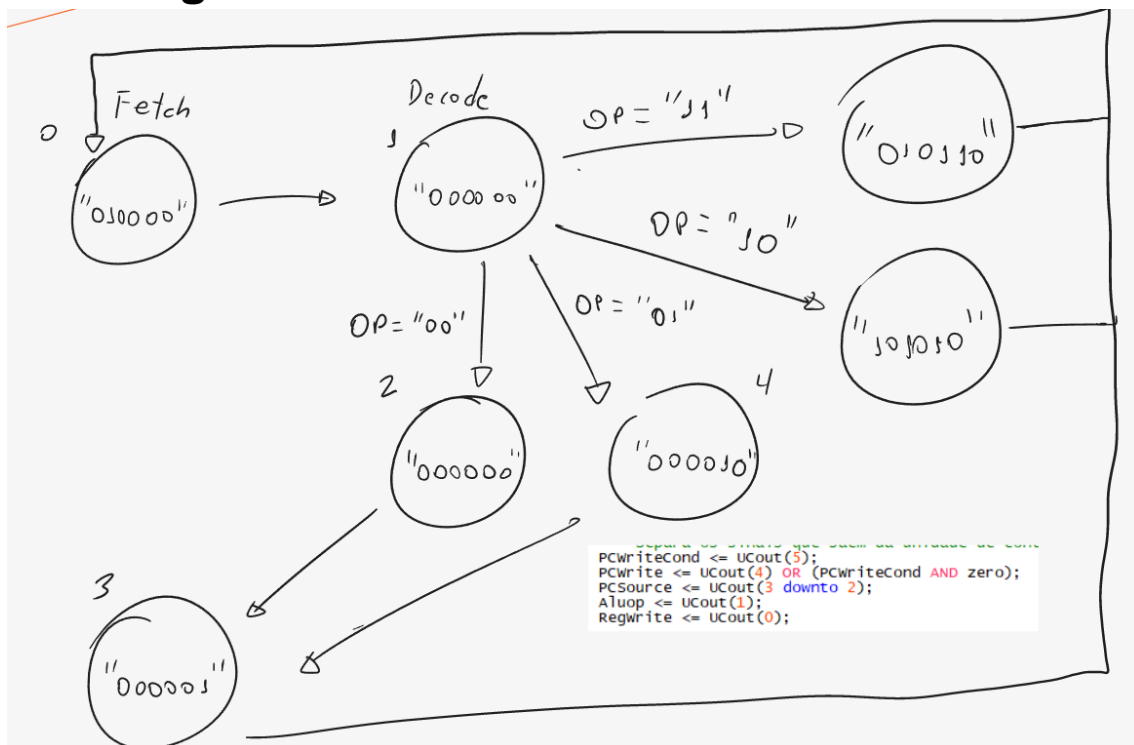 Fetch
Decode
0
1
OP = "11"
"010000"
"000000"
"010110"
OP = "10"
OP = "00"
OP = "01"
"101010"
2
4
"000000"
"000010"
PCWriteCond <= UCout(5);
PCWrite <= UCout(4) OR (PCWriteCond AND zero);
PCSource <= UCout(3 downto 2);
Aluop <= UCout(1);
RegWrite <= UCout(0);
3
"000001"